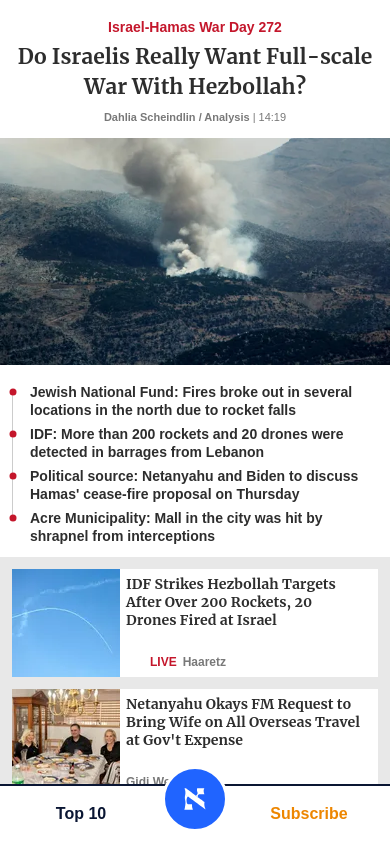 Israel-Hamas War Day 272
Do Israelis Really Want Full-scale
War With Hezbollah?
Dahlia Scheindlin / Analysis | 14:19
Jewish National Fund: Fires broke out in several
locations in the north due to rocket falls
IDF: More than 200 rockets and 20 drones were
detected in barrages from Lebanon
Political source: Netanyahu and Biden to discuss
Hamas' cease-fire proposal on Thursday
Acre Municipality: Mall in the city was hit by
shrapnel from interceptions
IDF Strikes Hezbollah Targets
After Over 200 Rockets, 20
Drones Fired at Israel
LIVE Haaretz
Netanyahu Okays FM Request to
Bring Wife on All Overseas Travel
at Gov't Expense
Gidi
Top 10
א
Subscribe